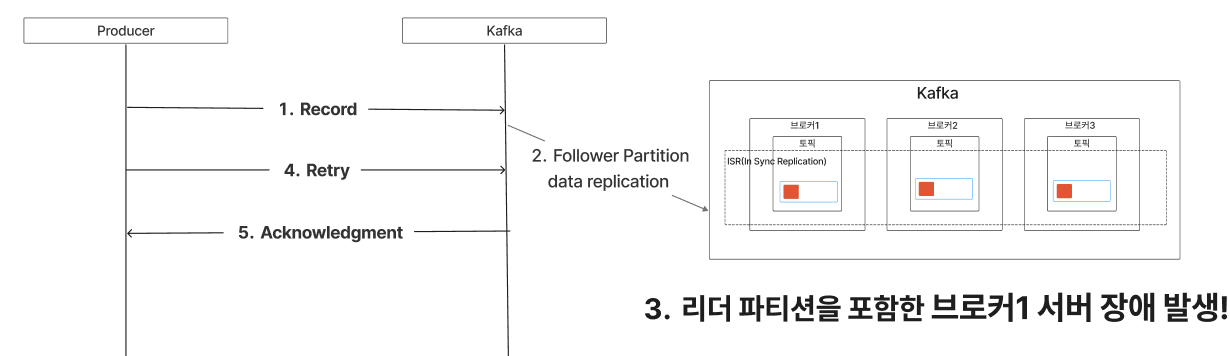 Producer
Kafka
1. Record
2. Follower Partition
data replication
4. Retry
5. Acknowledgment
Kafka
브로커1
브로커2
브로커3
토픽
토픽
토픽
ISR(In Sync Replication)
3. 리더 파티션을 포함한 브로커1 서버 장애 발생!